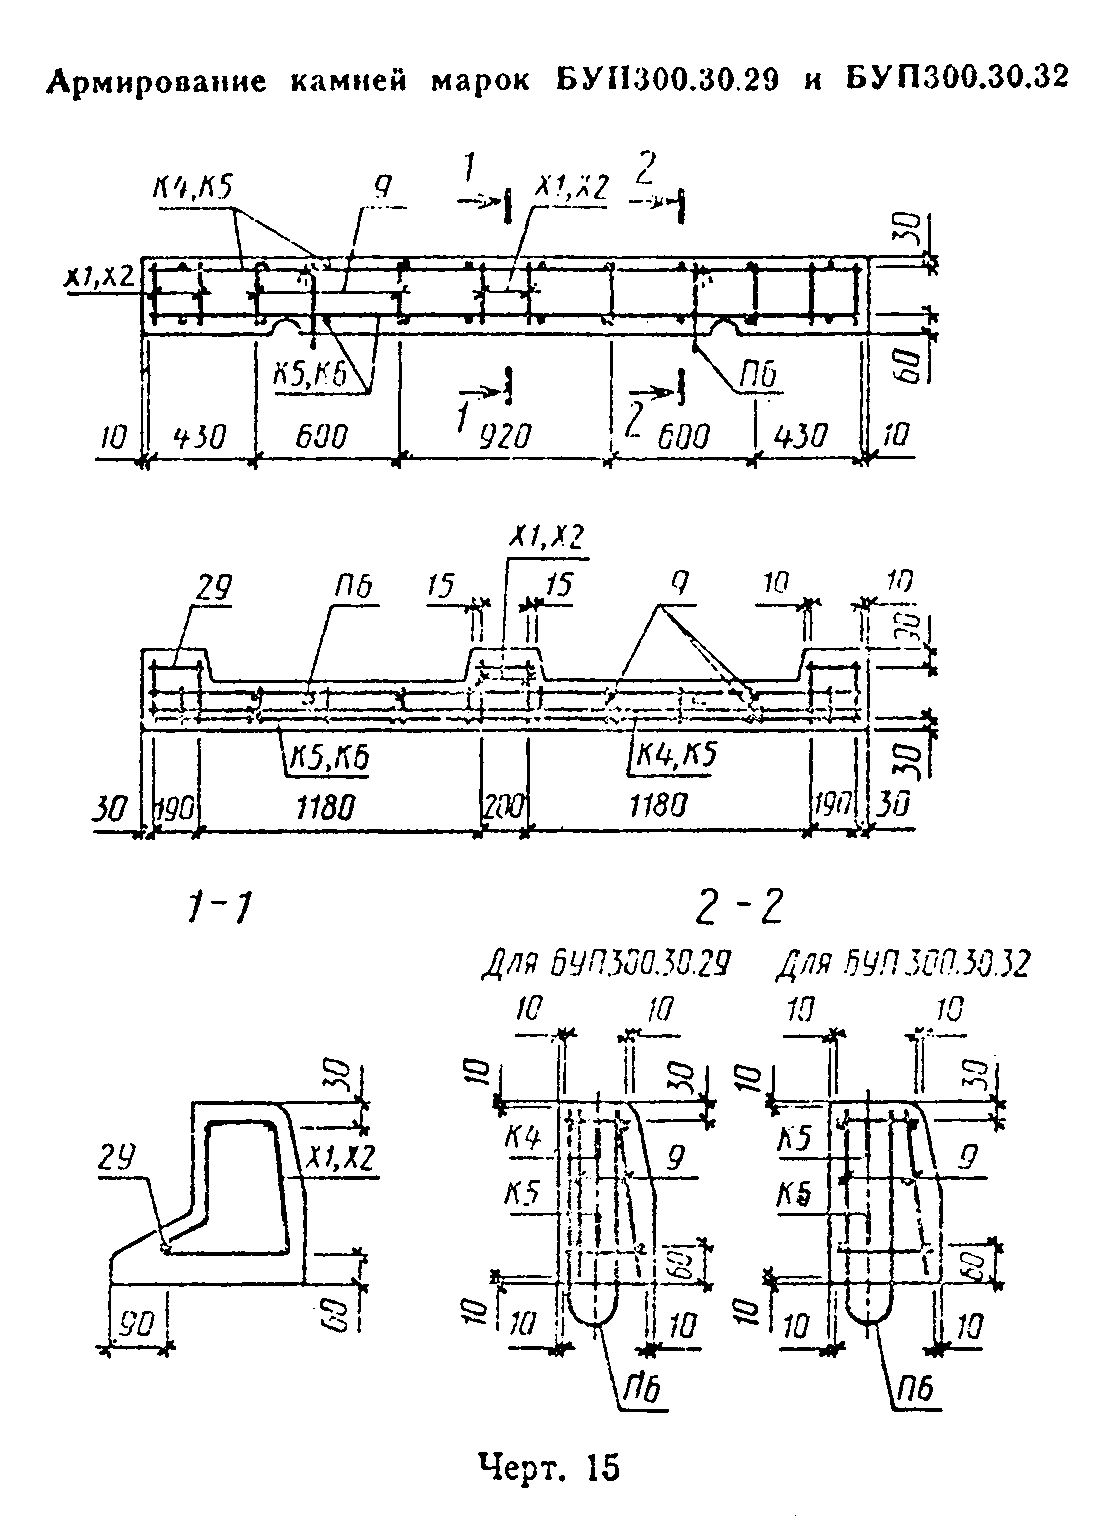 Армирование камней марок БУП300.30.29 и БУП300.30.32
К4,К5 9 1 Х1,Х2 2 30
Х1,Х2
К5,К6 1 2 П6 60
10 430 600 920 600 430 10
Х1,Х2
29 П6 15 15 9 10 10 30
К5,К6 К4,К5 30
30 190 1180 200 1180 190 30
1-1
2-2
Для БУП300.30.29 Для БУП300.30.32
10 10 10 10
30 10 30 10 30
29 Х1,Х2 К4 9 К5 9
К5
90 60 10 60 10 60
10 10 10 10
П6 П6
Черт. 15